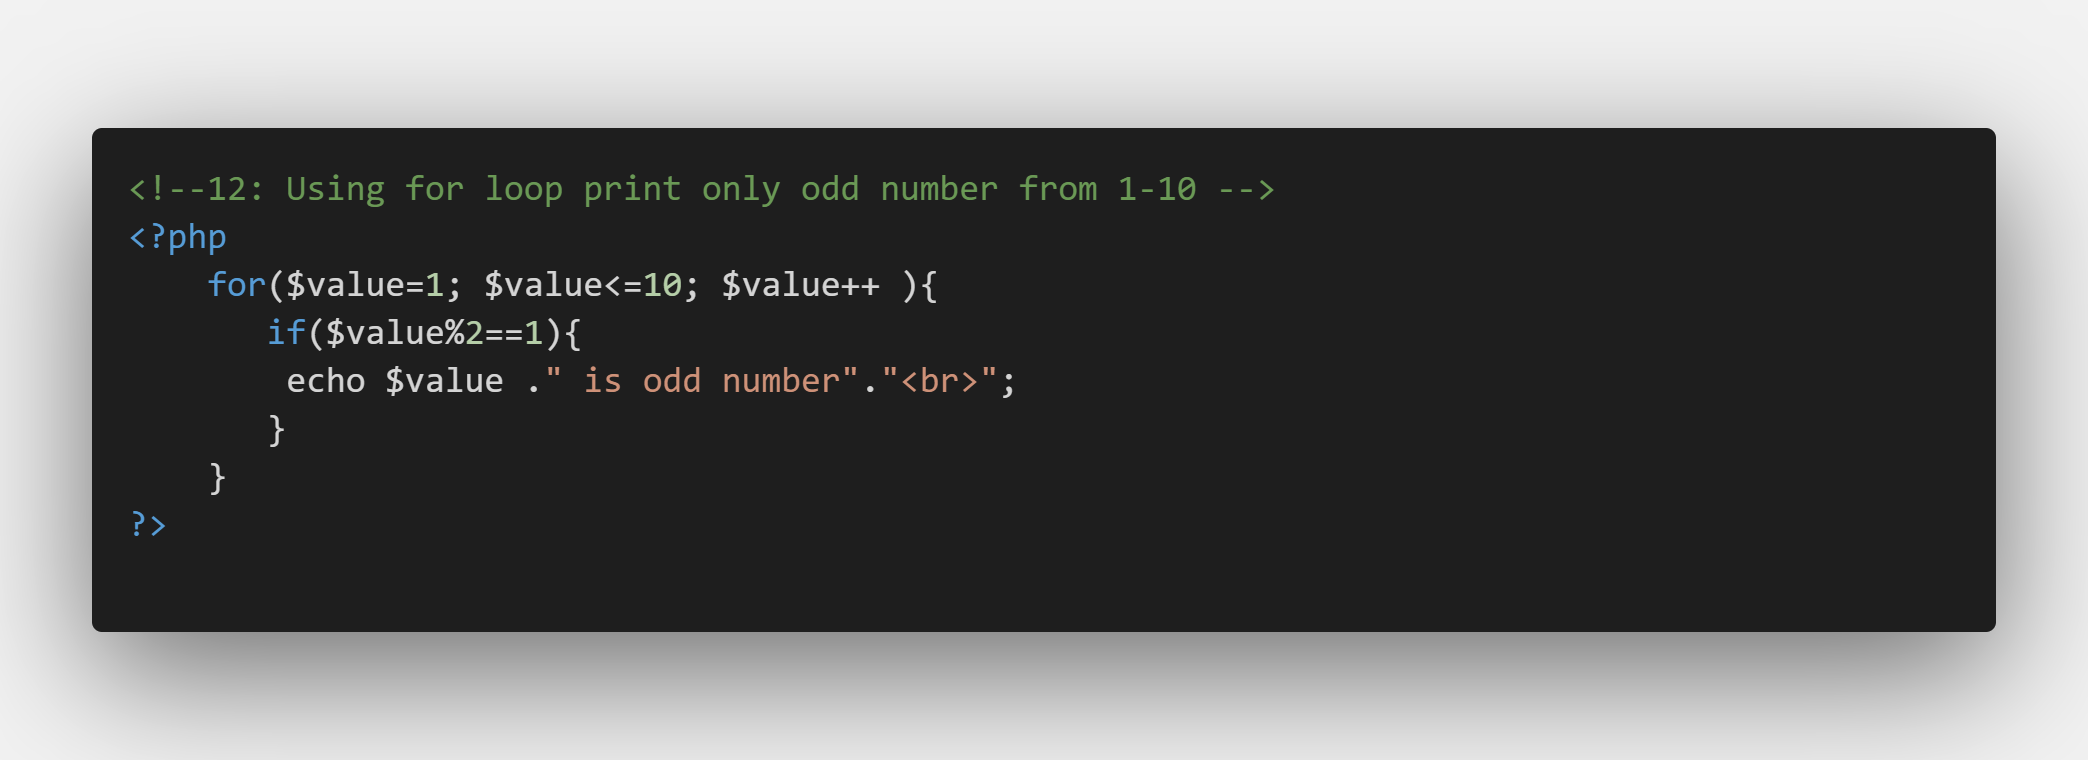 <!--12: Using for loop print only odd number from 1-10 -->
<?php
    for($value=1; $value<=10; $value++ ){
       if($value%2==1){
        echo $value ." is odd number"."<br>";
       }
    }
?>